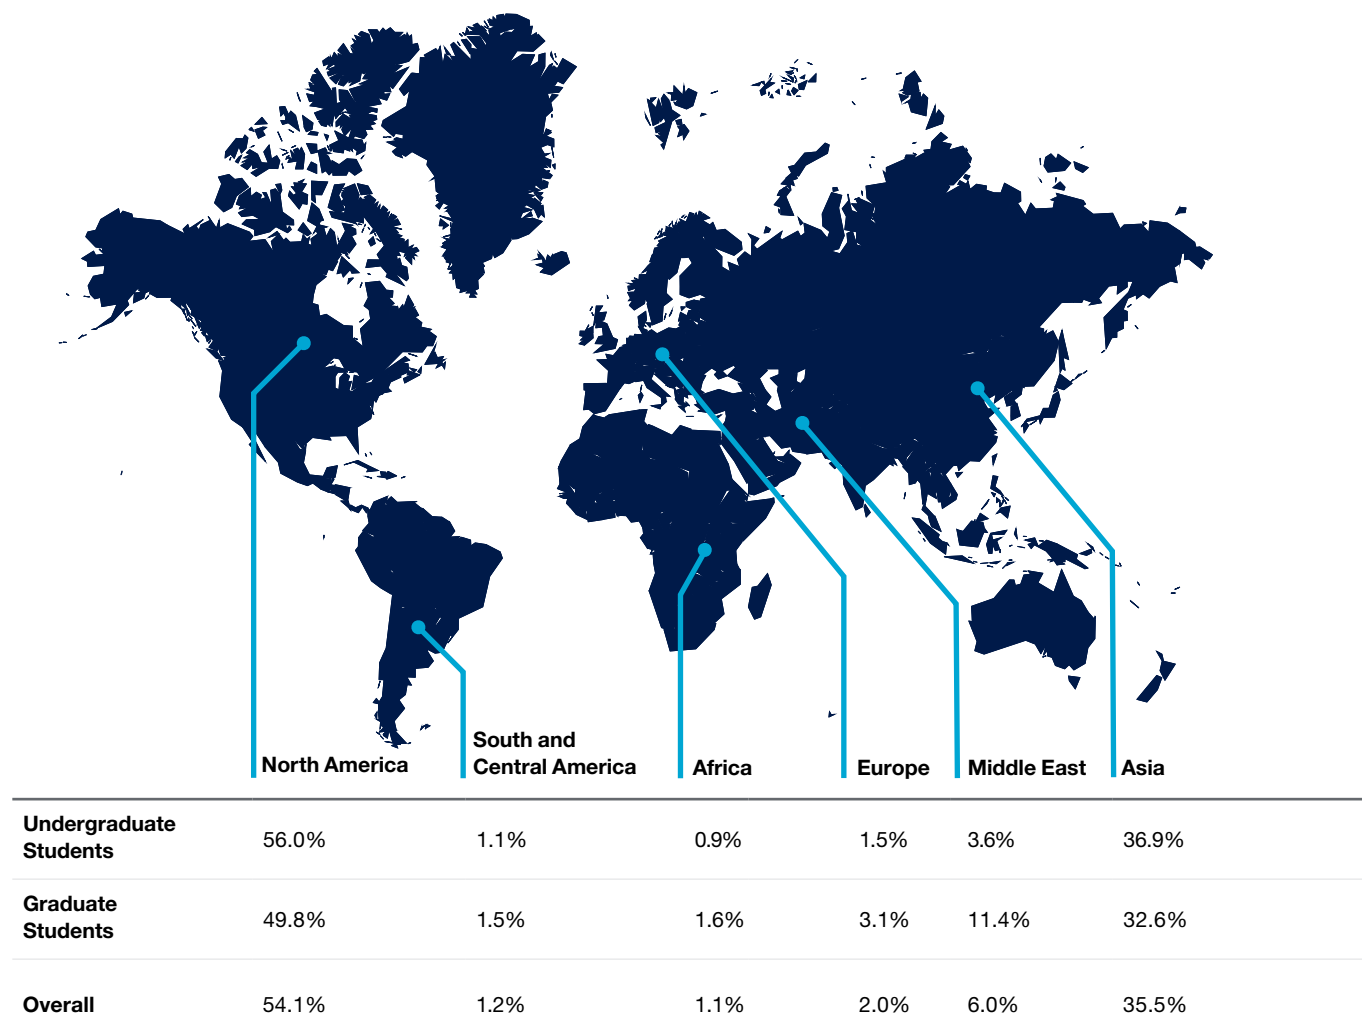 North America
South and
Central America
Africa
Europe
Middle East
Asia
Undergraduate
Students
56.0%
1.1%
0.9%
1.5%
3.6%
36.9%
Graduate
Students
49.8%
1.5%
1.6%
3.1%
11.4%
32.6%
Overall
54.1%
1.2%
1.1%
2.0%
6.0%
35.5%